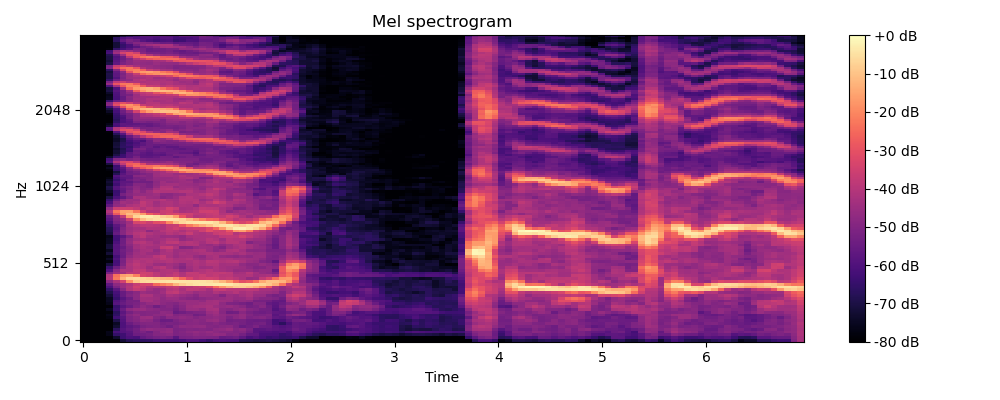 Mel spectrogram
Hz
2048
1024
512
0
0 1 2 3 4 5 6
Time
+0 dB
-10 dB
-20 dB
-30 dB
-40 dB
-50 dB
-60 dB
-70 dB
-80 dB